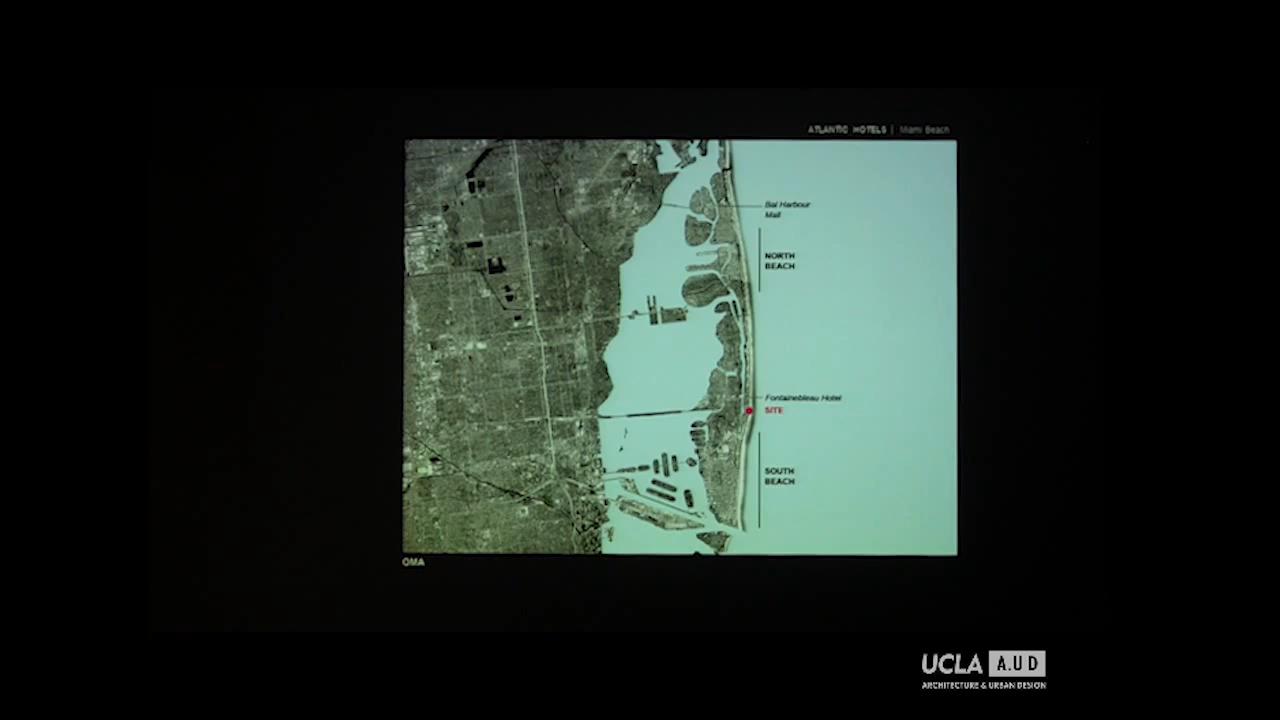 ATLANTIC HOTELS | Miami Beach
Bal Harbour
Mall
NORTH
BEACH
Fontainebleau Hotel
SITE
SOUTH
BEACH
OMA
UCLA A.UD
ARCHITECTURE & URBAN DESIGN